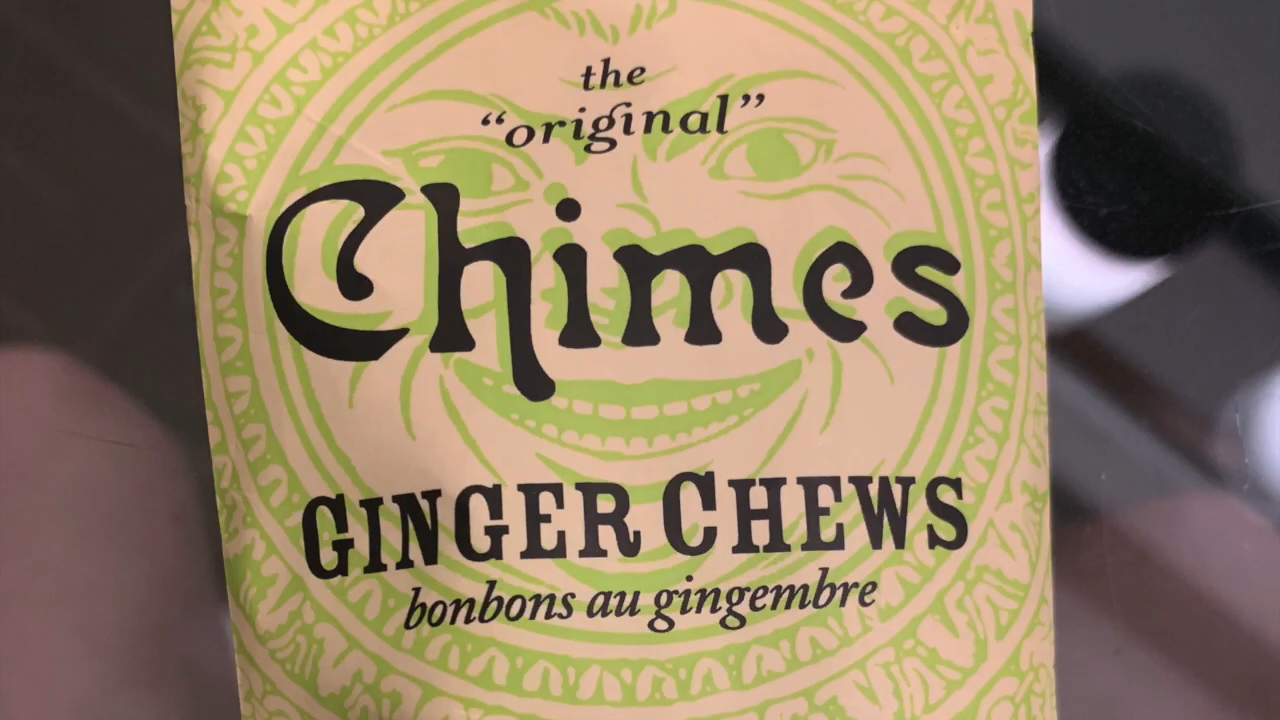 the
“original”
Chimes
GINGER CHEWS
bonbons au gingembre